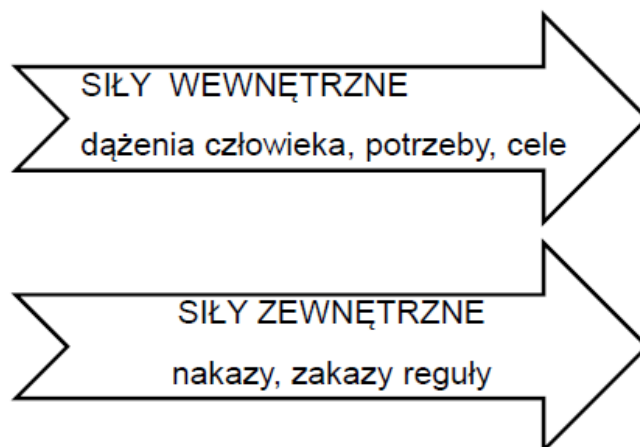 SIŁY WEWNĘTRZNE
dążenia człowieka, potrzeby, cele
SIŁY ZEWNĘTRZNE
nakazy, zakazy reguły